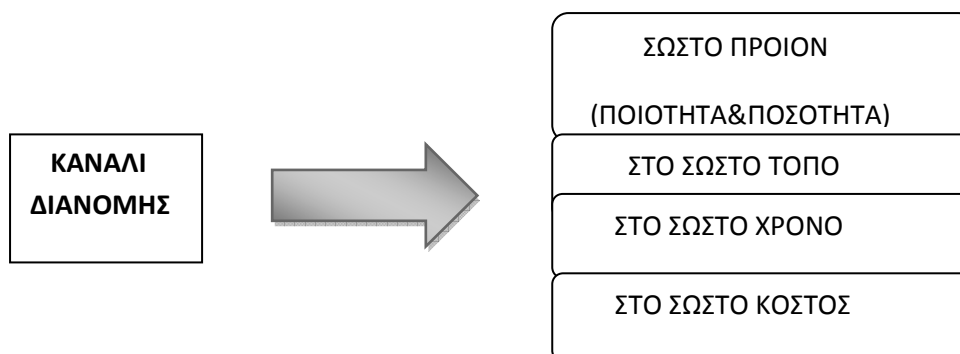 ΣΩΣΤΟ ΠΡΟΙΟΝ
(ΠΟΙΟΤΗΤΑ&ΠΟΣΟΤΗΤΑ)
ΚΑΝΑΛΙ
ΔΙΑΝΟΜΗΣ
ΣΤΟ ΣΩΣΤΟ ΤΟΠΟ
ΣΤΟ ΣΩΣΤΟ ΧΡΟΝΟ
ΣΤΟ ΣΩΣΤΟ ΚΟΣΤΟΣ